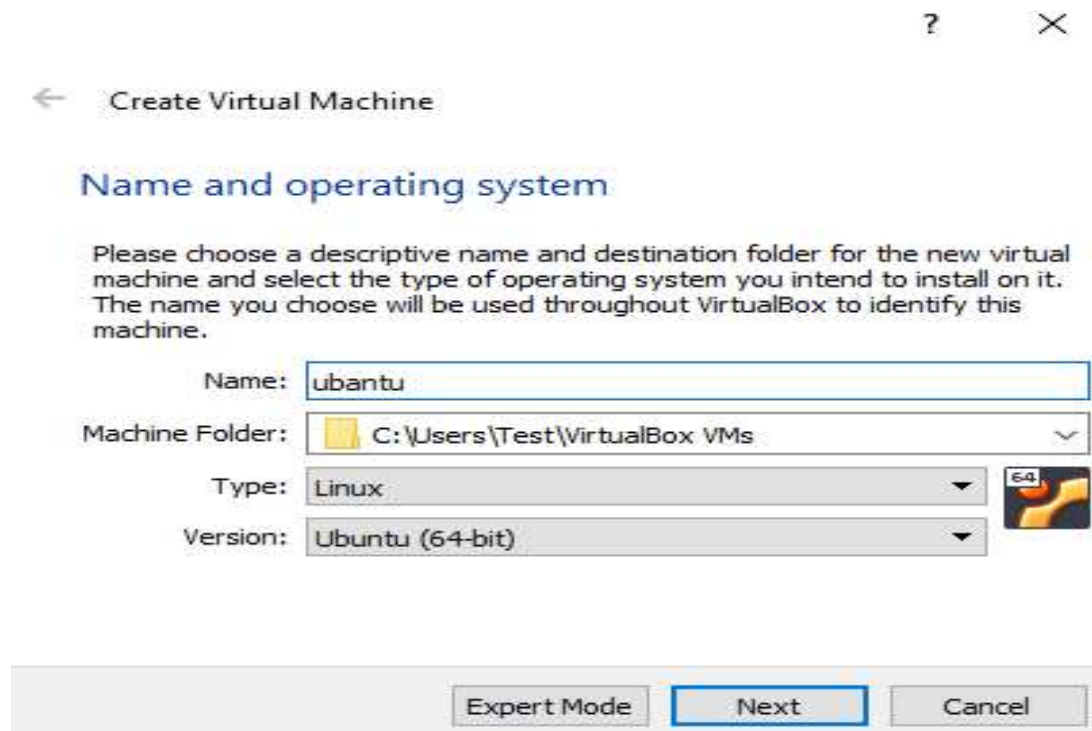 ?
Create Virtual Machine
Name and operating system
Please choose a descriptive name and destination folder for the new virtual
machine and select the type of operating system you intend to install on it.
The name you choose will be used throughout VirtualBox to identify this
machine.
Name: ubantu
Machine Folder: C:\Users\Test\VirtualBox VMs
Type: Linux
64
Version: Ubuntu (64-bit)
Expert Mode Next Cancel